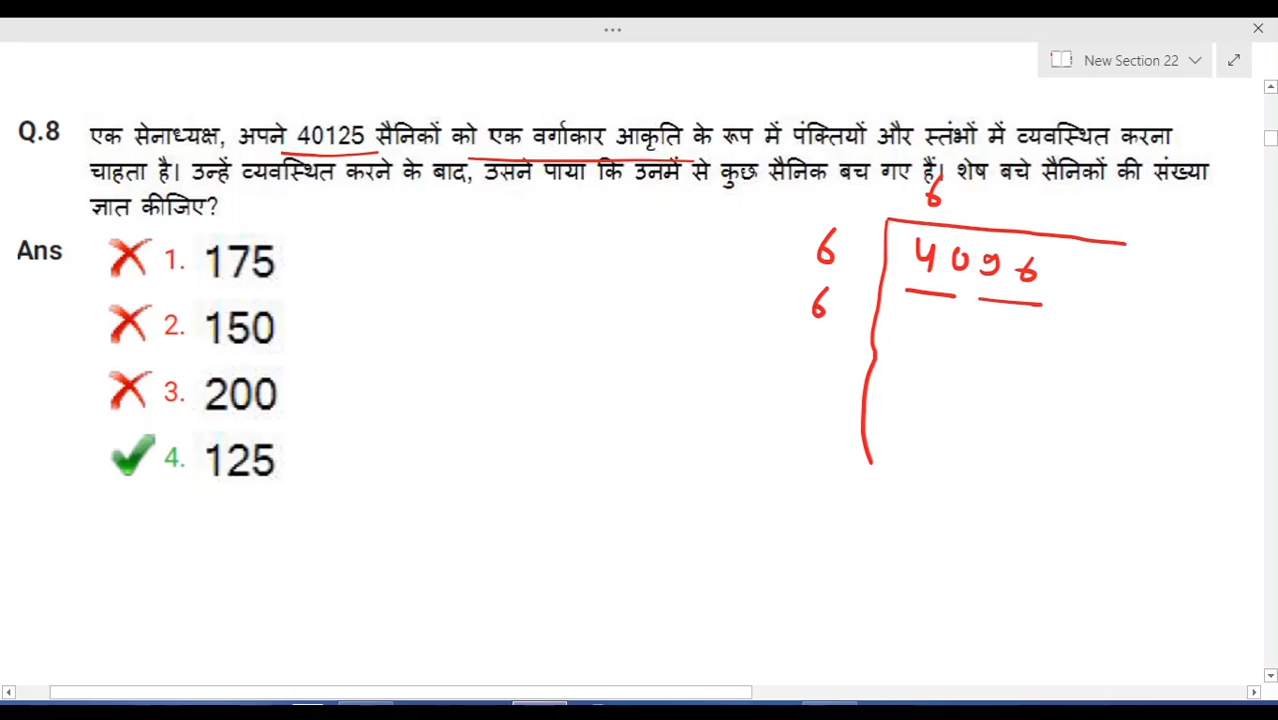 ...
New Section 22
Q.8 एक सेनाध्यक्ष, अपने 40125 सैनिकों को एक वर्गाकार आकृति के रूप में पंक्तियों और स्तंभों में व्यवस्थित करना
चाहता है। उन्हें व्यवस्थित करने के बाद, उसने पाया कि उनमें से कुछ सैनिक बच गए हैं। शेष बचे सैनिकों की संख्या
ज्ञात कीजिए?
Ans
1. 175
2. 150
3. 200
4. 125
6
6 4096
6